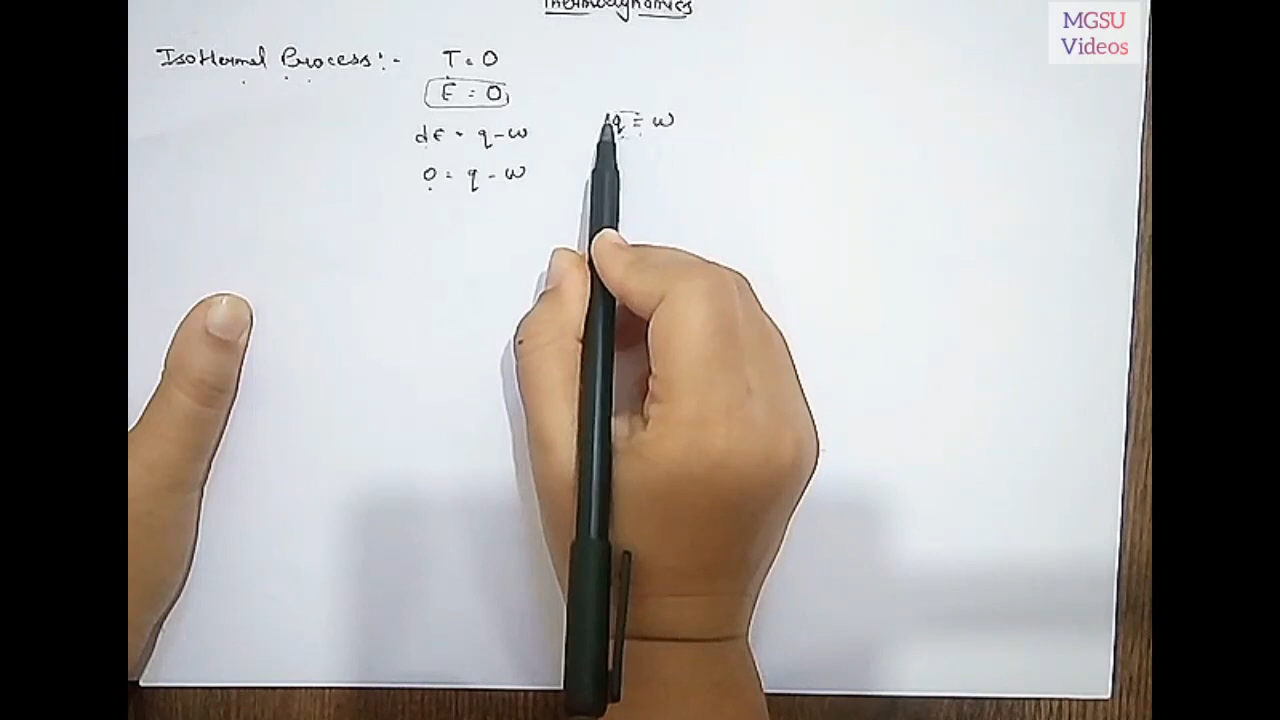 Thermodynamics
MGSU
Videos
Isothermal Process :- T = 0
E = 0
dE = q - w
q = w
0 = q - w